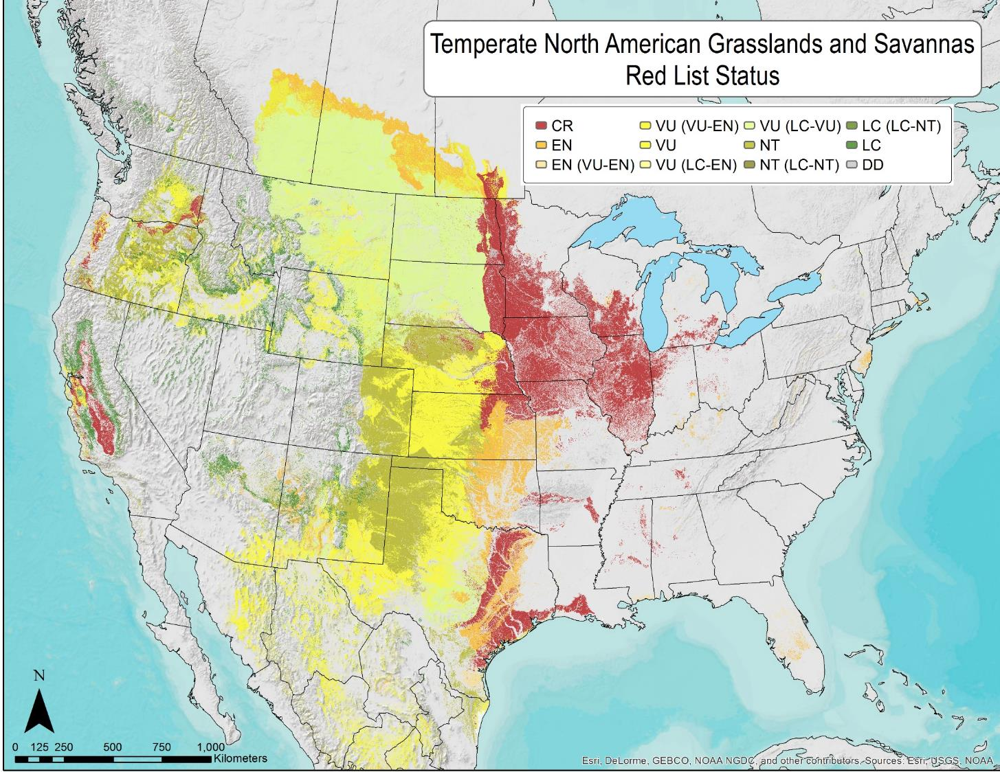 Temperate North American Grasslands and Savannas
Red List Status
CR VU (VU-EN) VU (LC-VU) LC (LC-NT)
EN VU NT LC
EN (VU-EN) VU (LC-EN) NT (LC-NT) DD
N
0 125 250 500 750 1,000
Kilometers
Esri, DeLorme, GEBCO, NOAA NGDC, and other contributors, Sources: Esri, USGS, NOAA